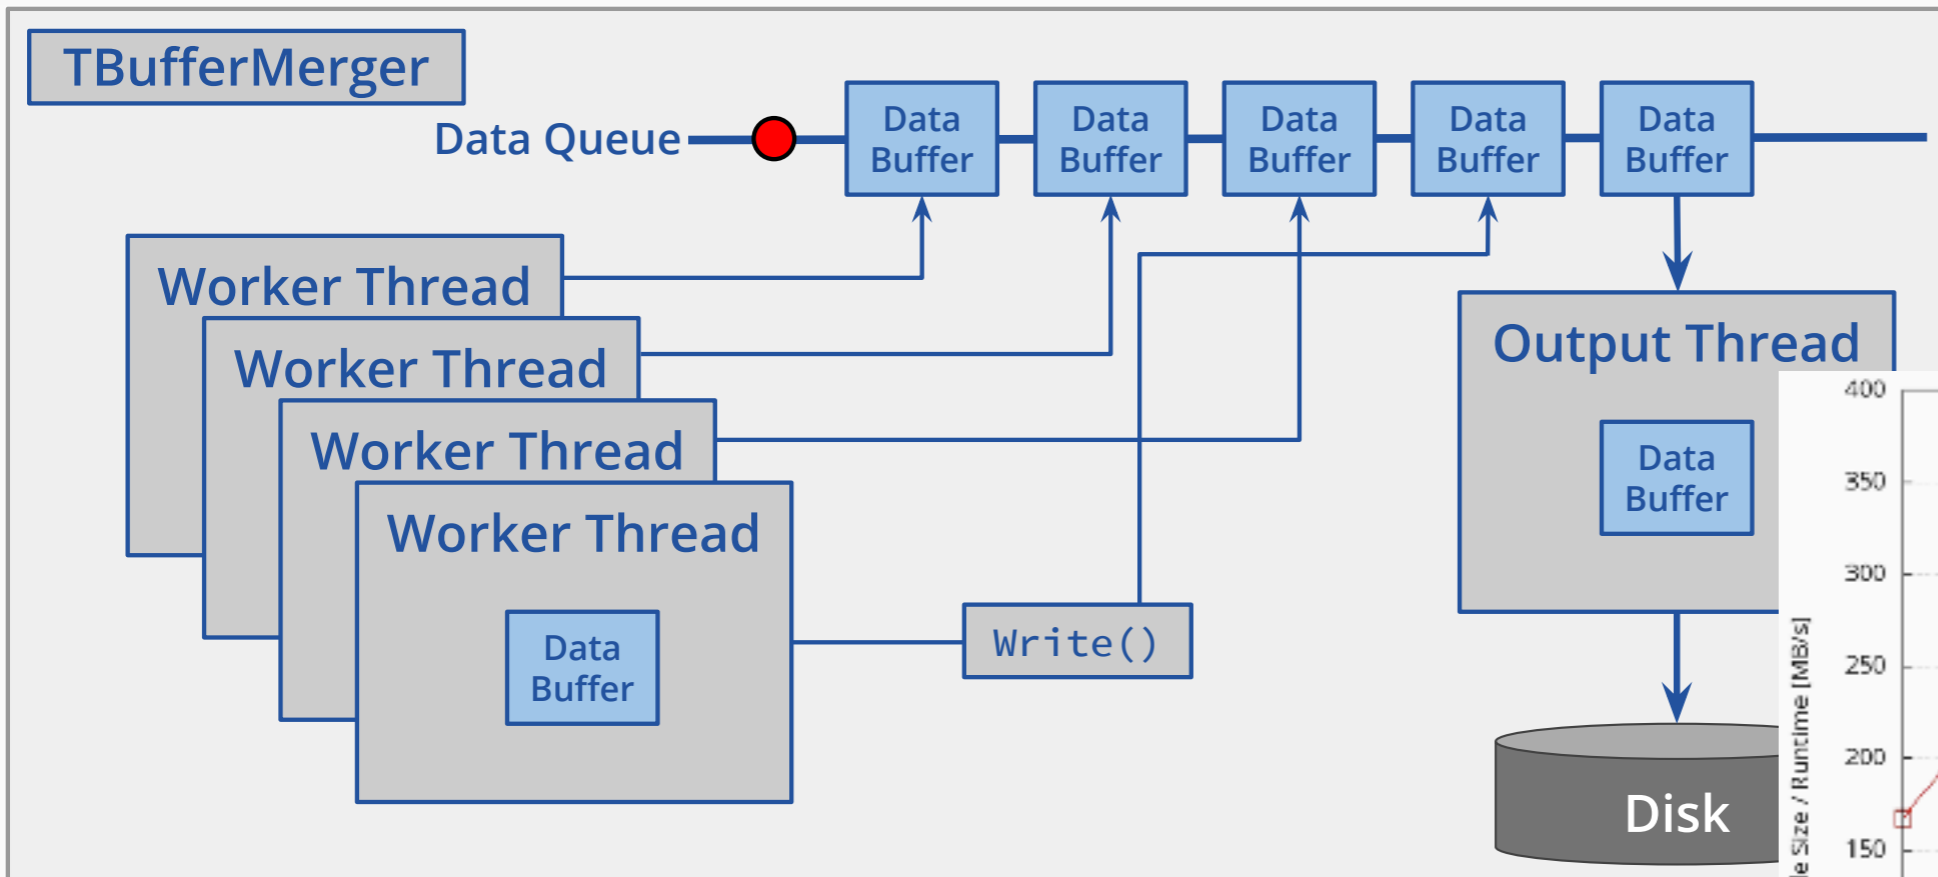 TBufferMerger
Data Queue
Data
Buffer
Data
Buffer
Data
Buffer
Data
Buffer
Data
Buffer
Worker Thread
Worker Thread
Worker Thread
Worker Thread
Data
Buffer
Write()
Output Thread
Data
Buffer
Disk
400
350
300
250
200
150
Size / Runtime [MB/s]